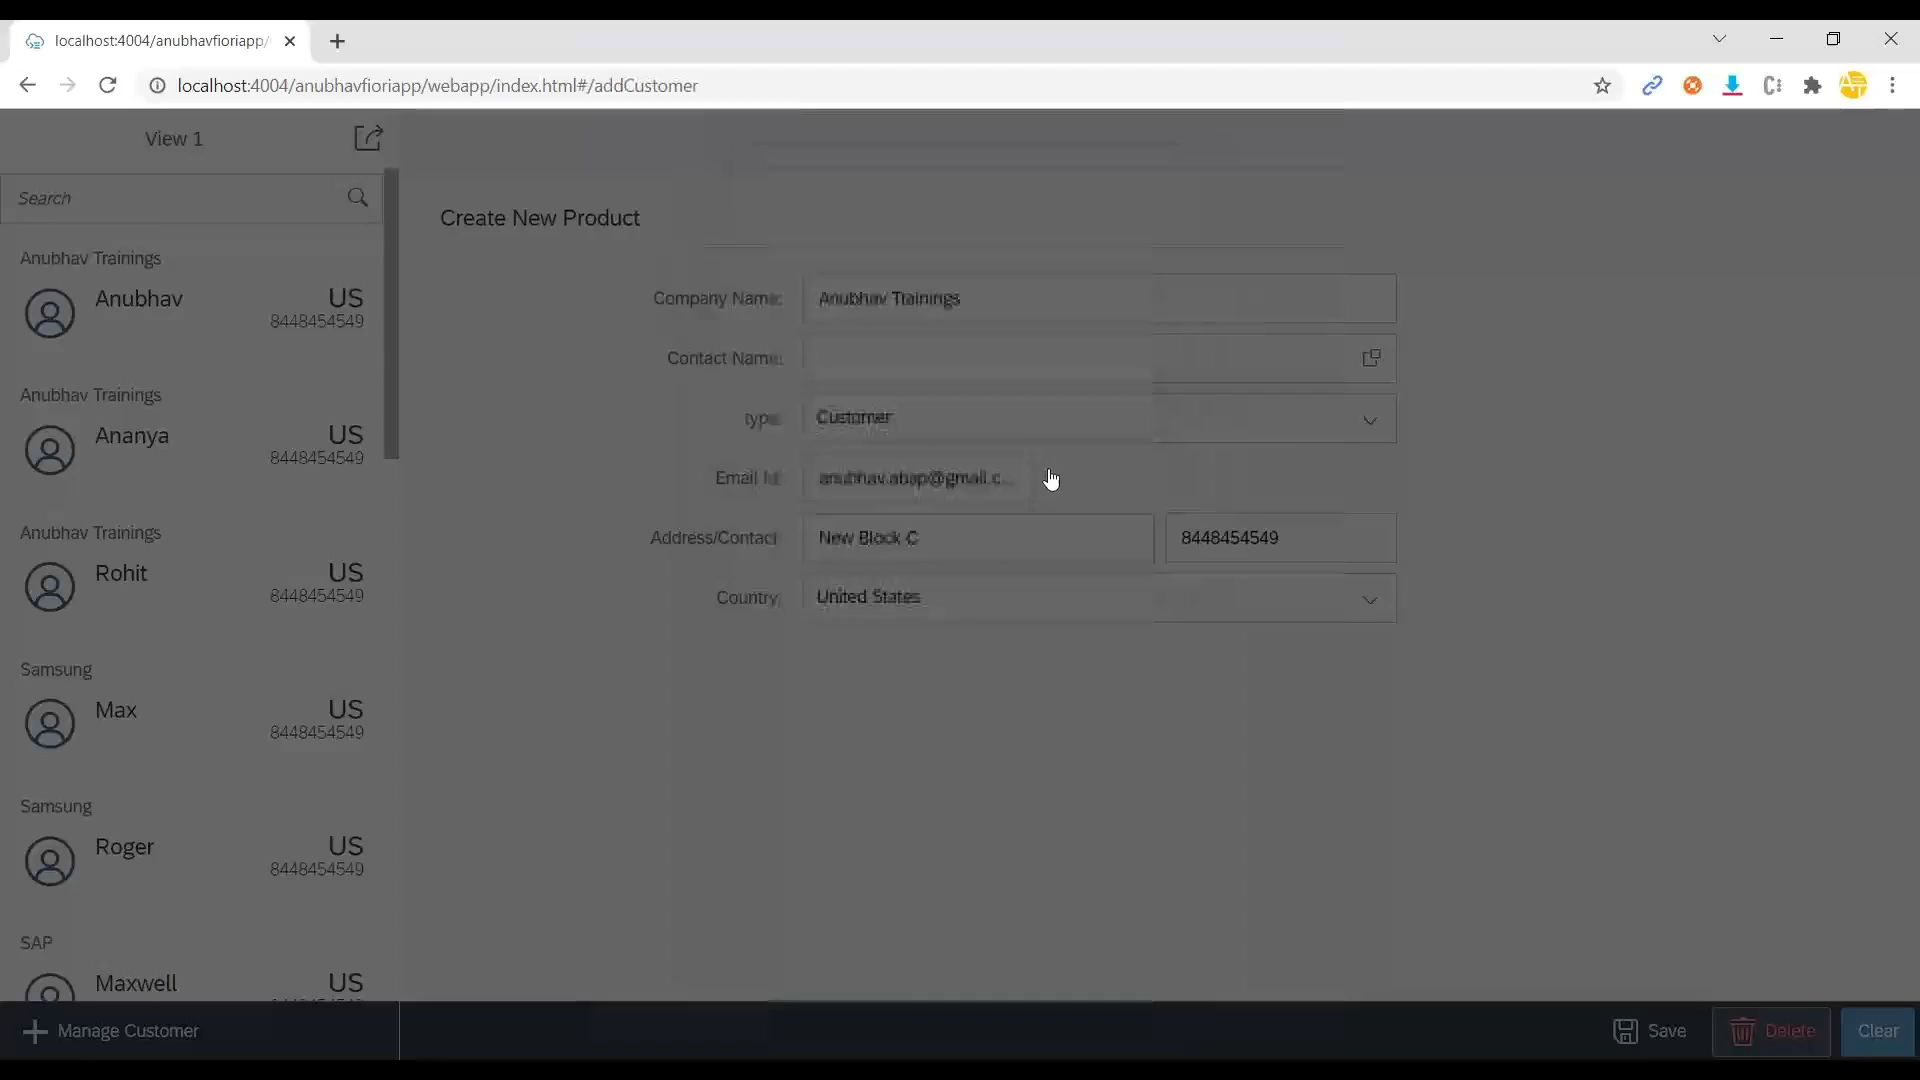 localhost:4004/anubhavfioriapp/
localhost:4004/anubhavfioriapp/webapp/index.html#/addCustomer
View 1
Search
Create New Product
Anubhav Trainings
Anubhav US
8448454549
Anubhav Trainings
Ananya US
8448454549
Anubhav Trainings
Rohit US
8448454549
Samsung
Max US
8448454549
Samsung
Roger US
8448454549
SAP
Maxwell US
Company Name: Anubhav Trainings
Contact Name:
type: Customer
Email Id: anubhav.abap@gmail.c...
Address/Contact: New Block C 8448454549
Country: United States
Manage Customer
Save Delete Clear